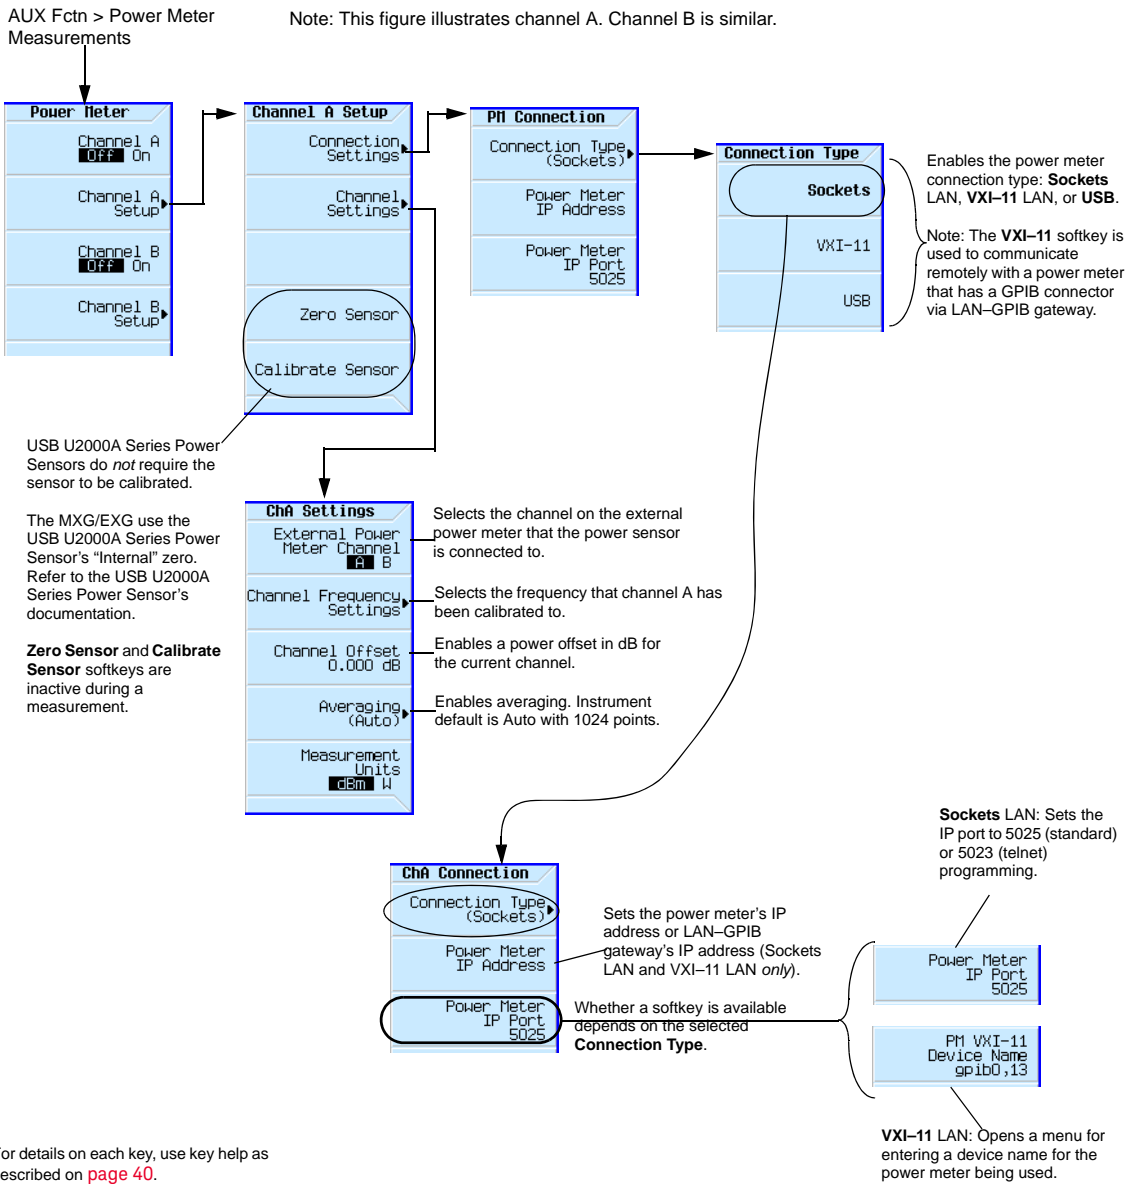 AUX Fctn > Power Meter
Measurements
Note: This figure illustrates channel A. Channel B is similar.
Power Meter
Channel A
Off On
Channel A
Setup
Channel B
Off On
Channel B
Setup
Channel A Setup
Connection
Settings
Channel
Settings
Zero Sensor
Calibrate Sensor
PM Connection
Connection Type
(Sockets)
Power Meter
IP Address
Power Meter
IP Port
5025
Connection Type
Sockets
VXI-11
USB
Enables the power meter
connection type: Sockets
LAN, VXI–11 LAN, or USB.
Note: The VXI–11 softkey is
used to communicate
remotely with a power meter
that has a GPIB connector
via LAN–GPIB gateway.
USB U2000A Series Power
Sensors do not require the
sensor to be calibrated.
The MXG/EXG use the
USB U2000A Series Power
Sensor's “Internal” zero.
Refer to the USB U2000A
Series Power Sensor's
documentation.
Zero Sensor and Calibrate
Sensor softkeys are
inactive during a
measurement.
ChA Settings
External Power
Meter Channel
A B
Channel Frequency
Settings
Channel Offset
0.000 dB
Averaging
(Auto)
Measurement
Units
dBm W
Selects the channel on the external
power meter that the power sensor
is connected to.
Selects the frequency that channel A has
been calibrated to.
Enables a power offset in dB for
the current channel.
Enables averaging. Instrument
default is Auto with 1024 points.
ChA Connection
Connection Type
(Sockets)
Power Meter
IP Address
Power Meter
IP Port
5025
Sets the power meter's IP
address or LAN–GPIB
gateway's IP address (Sockets
LAN and VXI–11 LAN only).
Whether a softkey is available
depends on the selected
Connection Type.
Sockets LAN: Sets the
IP port to 5025 (standard)
or 5023 (telnet)
programming.
Power Meter
IP Port
5025
PM VXI-11
Device Name
gpib0,13
VXI–11 LAN: Opens a menu for
entering a device name for the
power meter being used.
or details on each key, use key help as
escribed on page 40.